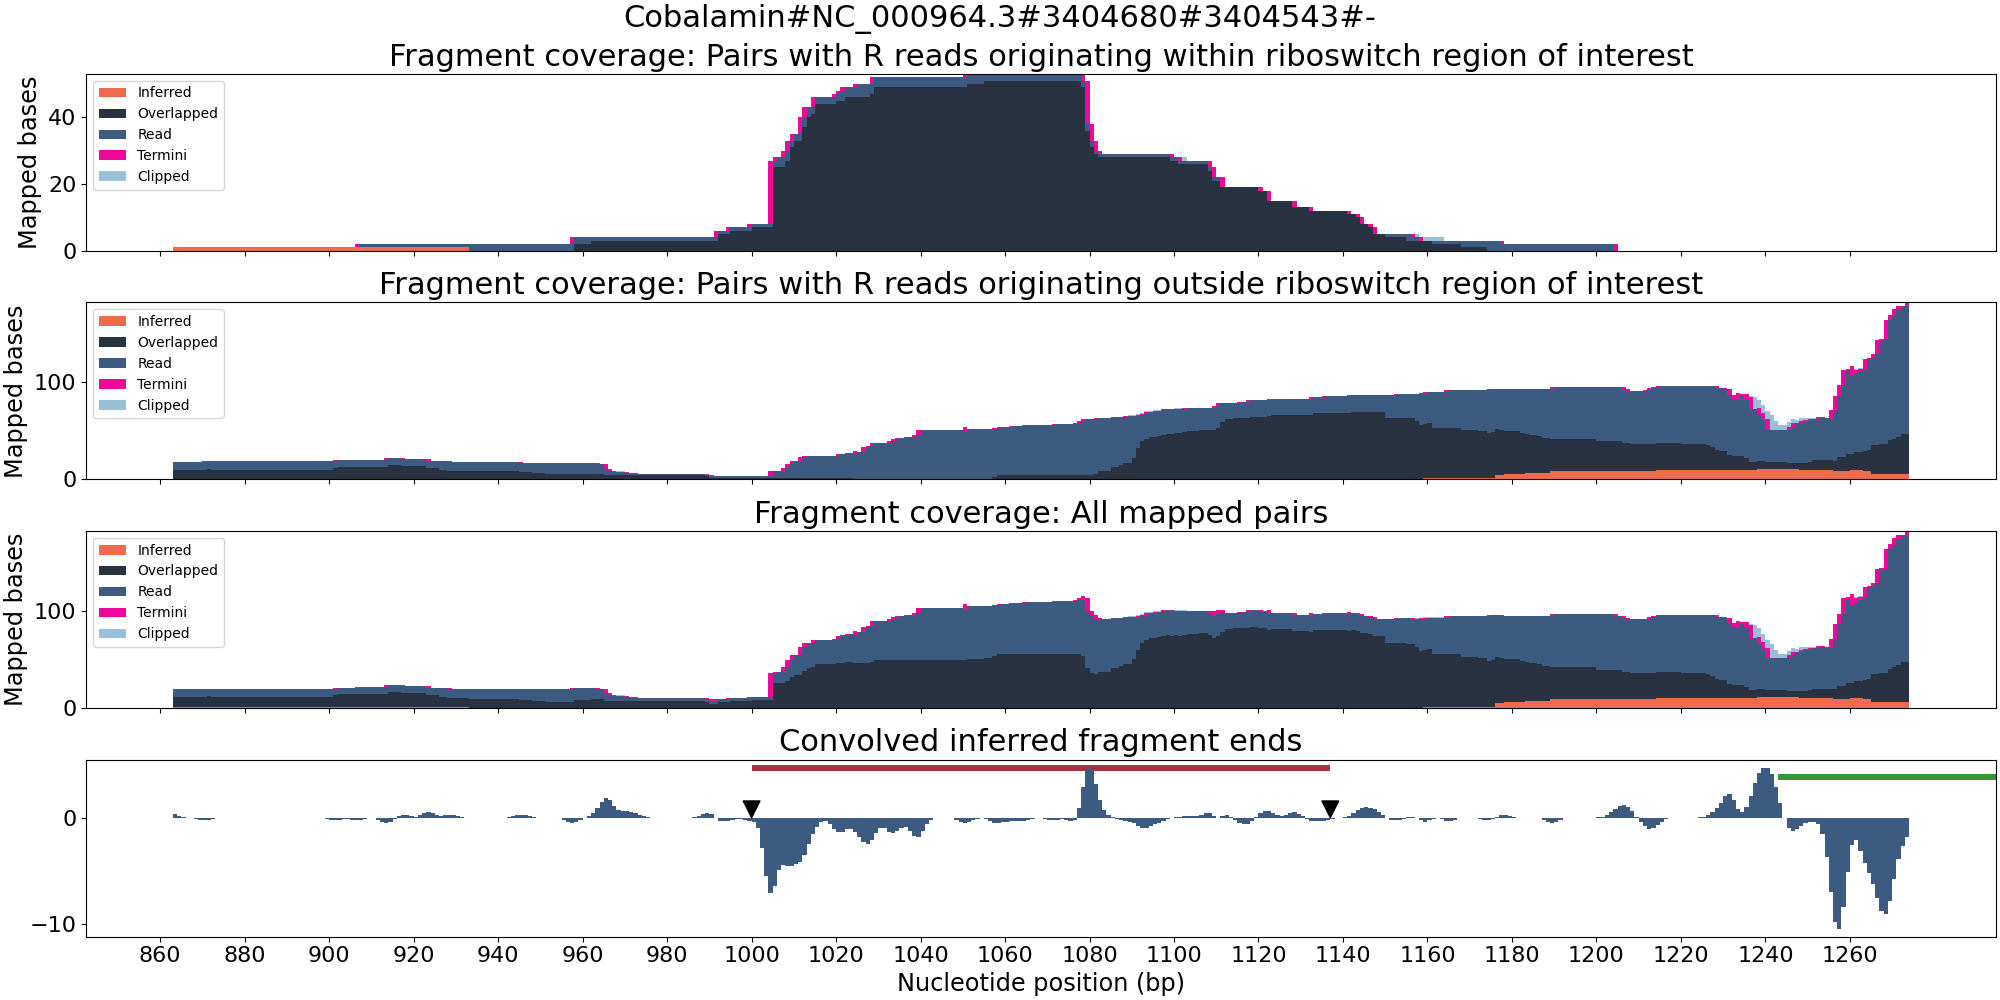 Cobalamin#NC_000964.3#3404680#3404543#-
Fragment coverage: Pairs with R reads originating within riboswitch region of interest
Mapped bases
40
20
0
Inferred
Overlapped
Read
Termini
Clipped
Fragment coverage: Pairs with R reads originating outside riboswitch region of interest
Mapped bases
100
0
Inferred
Overlapped
Read
Termini
Clipped
Fragment coverage: All mapped pairs
Mapped bases
100
0
Inferred
Overlapped
Read
Termini
Clipped
Convolved inferred fragment ends
0
−10
860 880 900 920 940 960 980 1000 1020 1040 1060 1080 1100 1120 1140 1160 1180 1200 1220 1240 1260
Nucleotide position (bp)